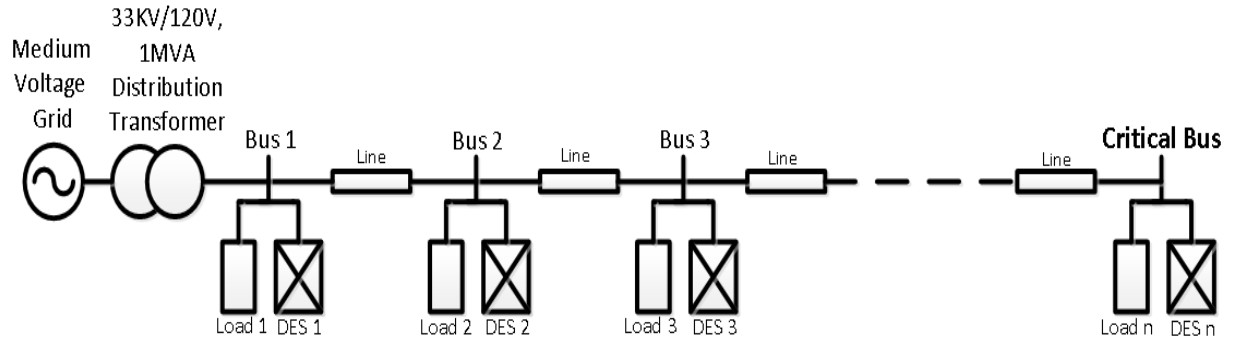 Medium
Voltage
Grid
33KV/120V,
1MVA
Distribution
Transformer
Bus 1
Line
Bus 2
Line
Bus 3
Line
Line
Critical Bus
Load 1
DES 1
Load 2
DES 2
Load 3
DES 3
Load n
DES n